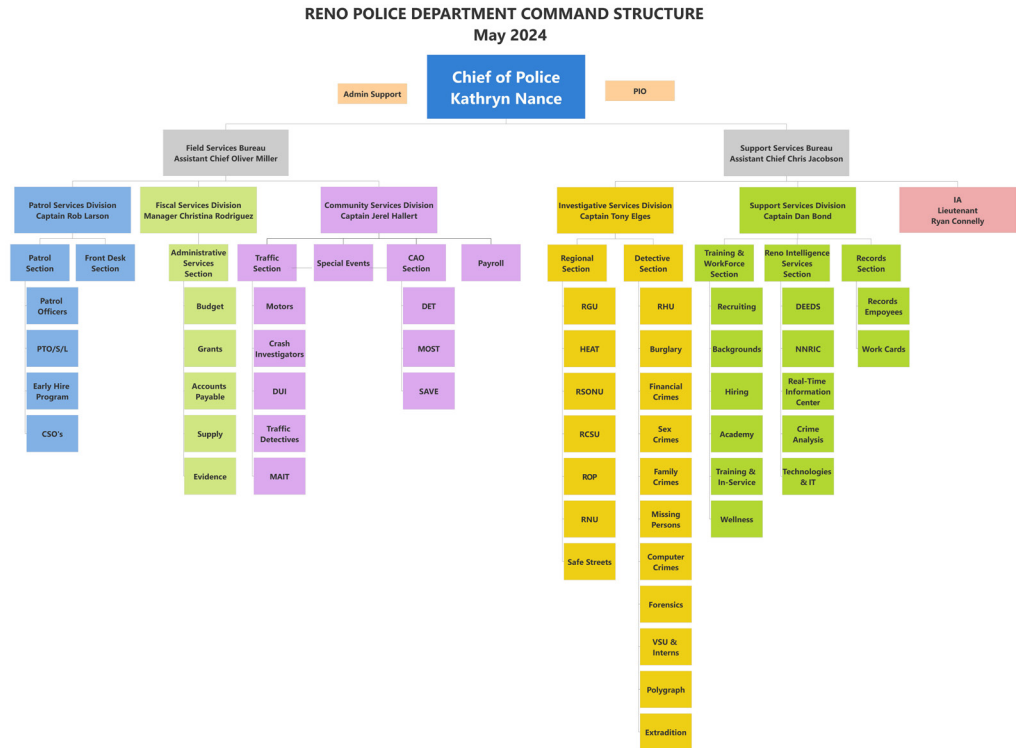 RENO POLICE DEPARTMENT COMMAND STRUCTURE
May 2024
Chief of Police
Kathryn Nance
Admin Support
PIO
Field Services Bureau
Assistant Chief Oliver Miller
Support Services Bureau
Assistant Chief Chris Jacobson
Patrol Services Division
Captain Rob Larson
Fiscal Services Division
Manager Christina Rodriguez
Community Services Division
Captain Jerel Hallert
Investigative Services Division
Captain Tony Elges
Support Services Division
Captain Dan Bond
IA
Lieutenant
Ryan Connelly
Patrol
Section
Front Desk
Section
Administrative
Services
Section
Traffic
Section
Special Events
CAO
Section
Payroll
Regional
Section
Detective
Section
Training &
WorkForce
Section
Reno Intelligence
Services
Section
Records
Section
Patrol
Officers
PTO/S/L
Early Hire
Program
CSO's
Budget
Grants
Accounts
Payable
Supply
Evidence
Motors
Crash
Investigators
DUI
Traffic
Detectives
MAIT
DET
MOST
SAVE
RGU
HEAT
RSONU
RCSU
ROP
RNU
Safe Streets
RHU
Burglary
Financial
Crimes
Sex
Crimes
Family
Crimes
Missing
Persons
Computer
Crimes
Forensics
VSU &
Interns
Polygraph
Extradition
Recruiting
Backgrounds
Hiring
Academy
Training &
In-Service
Wellness
DEEDS
NNRIC
Real-Time
Information
Center
Crime
Analysis
Technologies
& IT
Records
Empoyees
Work Cards